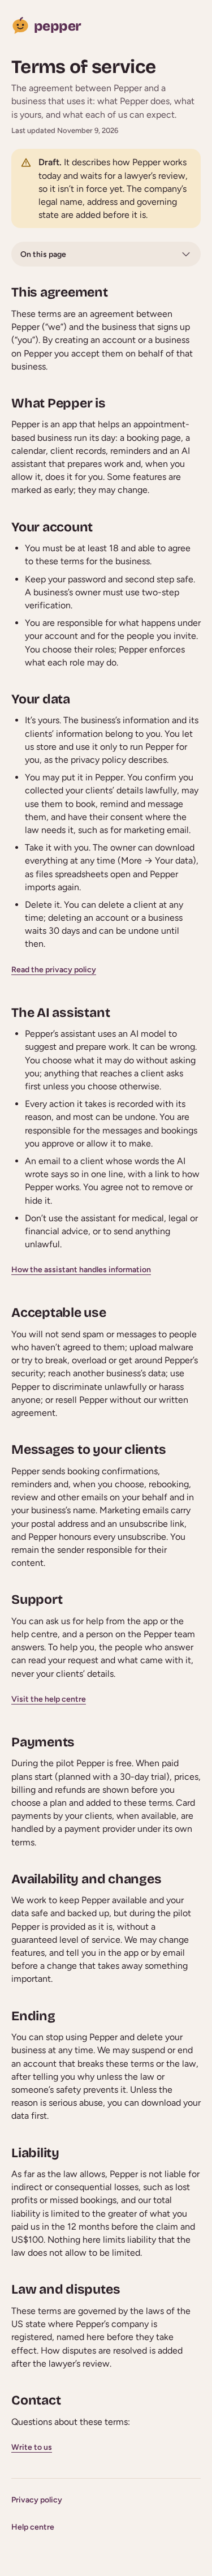 pepper
Terms of service
The agreement between Pepper and a
business that uses it: what Pepper does, what
is yours, and what each of us can expect.
Last updated November 9, 2026
Draft. It describes how Pepper works
today and waits for a lawyer’s review,
so it isn’t in force yet. The company’s
legal name, address and governing
state are added before it is.
On this page
This agreement
These terms are an agreement between
Pepper (“we”) and the business that signs up
(“you”). By creating an account or a business
on Pepper you accept them on behalf of that
business.
What Pepper is
Pepper is an app that helps an appointment-
based business run its day: a booking page, a
calendar, client records, reminders and an AI
assistant that prepares work and, when you
allow it, does it for you. Some features are
marked as early; they may change.
Your account
• You must be at least 18 and able to agree
to these terms for the business.
• Keep your password and second step safe.
A business’s owner must use two-step
verification.
• You are responsible for what happens under
your account and for the people you invite.
You choose their roles; Pepper enforces
what each role may do.
Your data
• It’s yours. The business’s information and its
clients’ information belong to you. You let
us store and use it only to run Pepper for
you, as the privacy policy describes.
• You may put it in Pepper. You confirm you
collected your clients’ details lawfully, may
use them to book, remind and message
them, and have their consent where the
law needs it, such as for marketing email.
• Take it with you. The owner can download
everything at any time (More → Your data),
as files spreadsheets open and Pepper
imports again.
• Delete it. You can delete a client at any
time; deleting an account or a business
waits 30 days and can be undone until
then.
Read the privacy policy
The AI assistant
• Pepper’s assistant uses an AI model to
suggest and prepare work. It can be wrong.
You choose what it may do without asking
you; anything that reaches a client asks
first unless you choose otherwise.
• Every action it takes is recorded with its
reason, and most can be undone. You are
responsible for the messages and bookings
you approve or allow it to make.
• An email to a client whose words the AI
wrote says so in one line, with a link to how
Pepper works. You agree not to remove or
hide it.
• Don’t use the assistant for medical, legal or
financial advice, or to send anything
unlawful.
How the assistant handles information
Acceptable use
You will not send spam or messages to people
who haven’t agreed to them; upload malware
or try to break, overload or get around Pepper’s
security; reach another business’s data; use
Pepper to discriminate unlawfully or harass
anyone; or resell Pepper without our written
agreement.
Messages to your clients
Pepper sends booking confirmations,
reminders and, when you choose, rebooking,
review and other emails on your behalf and in
your business’s name. Marketing emails carry
your postal address and an unsubscribe link,
and Pepper honours every unsubscribe. You
remain the sender responsible for their
content.
Support
You can ask us for help from the app or the
help centre, and a person on the Pepper team
answers. To help you, the people who answer
can read your request and what came with it,
never your clients’ details.
Visit the help centre
Payments
During the pilot Pepper is free. When paid
plans start (planned with a 30-day trial), prices,
billing and refunds are shown before you
choose a plan and added to these terms. Card
payments by your clients, when available, are
handled by a payment provider under its own
terms.
Availability and changes
We work to keep Pepper available and your
data safe and backed up, but during the pilot
Pepper is provided as it is, without a
guaranteed level of service. We may change
features, and tell you in the app or by email
before a change that takes away something
important.
Ending
You can stop using Pepper and delete your
business at any time. We may suspend or end
an account that breaks these terms or the law,
after telling you why unless the law or
someone’s safety prevents it. Unless the
reason is serious abuse, you can download your
data first.
Liability
As far as the law allows, Pepper is not liable for
indirect or consequential losses, such as lost
profits or missed bookings, and our total
liability is limited to the greater of what you
paid us in the 12 months before the claim and
US$100. Nothing here limits liability that the
law does not allow to be limited.
Law and disputes
These terms are governed by the laws of the
US state where Pepper’s company is
registered, named here before they take
effect. How disputes are resolved is added
after the lawyer’s review.
Contact
Questions about these terms:
Write to us
Privacy policy
Help centre